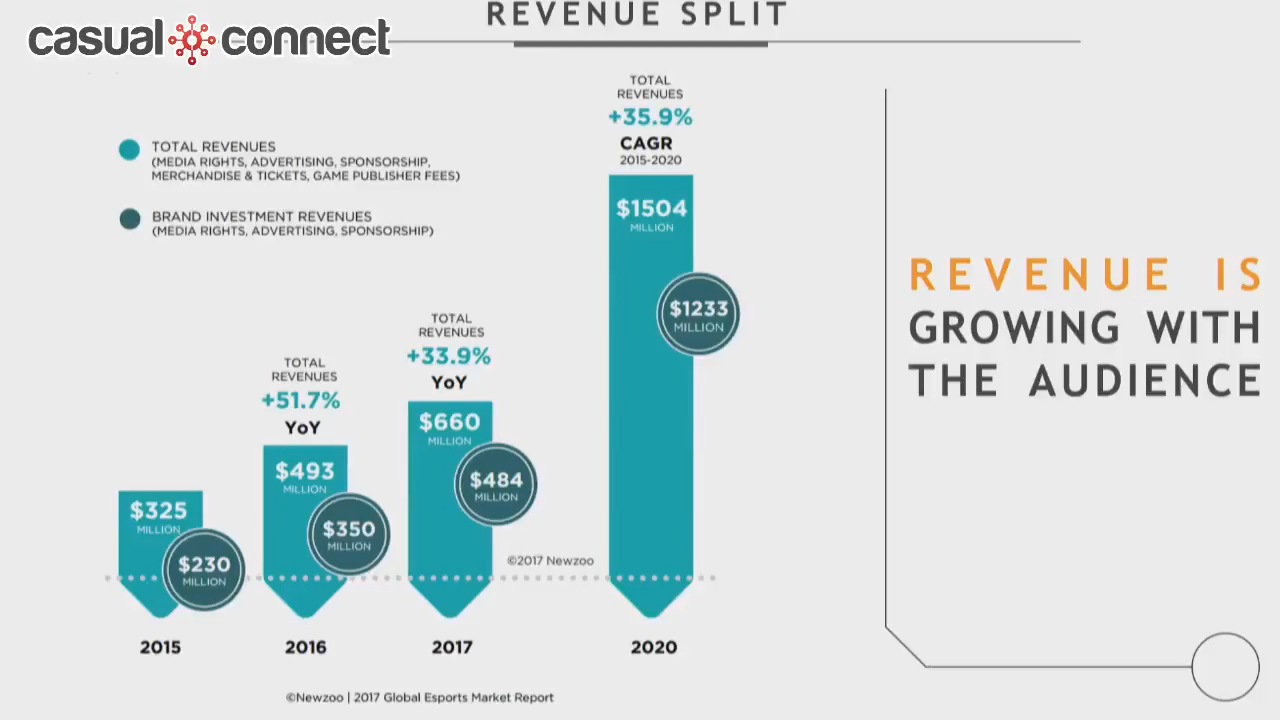 REVENUE SPLIT
casual connect
TOTAL REVENUES
(MEDIA RIGHTS, ADVERTISING, SPONSORSHIP,
MERCHANDISE & TICKETS, GAME PUBLISHER FEES)
BRAND INVESTMENT REVENUES
(MEDIA RIGHTS, ADVERTISING, SPONSORSHIP)
$325
MILLION
$230
MILLION
2015
TOTAL
REVENUES
+51.7%
YoY
$493
MILLION
$350
MILLION
2016
TOTAL
REVENUES
+33.9%
YoY
$660
MILLION
$484
MILLION
2017
©2017 Newzoo
TOTAL
REVENUES
+35.9%
CAGR
2015-2020
$1504
MILLION
$1233
MILLION
2020
REVENUE IS
GROWING WITH
THE AUDIENCE
©Newzoo | 2017 Global Esports Market Report